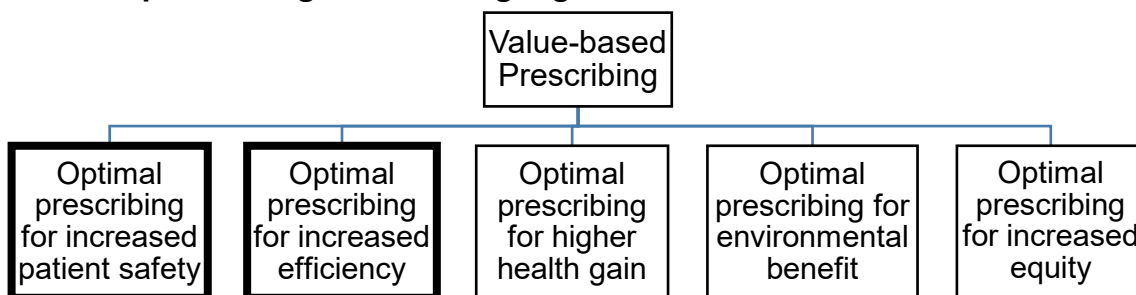 Value-based
Prescribing
Optimal
prescribing
for increased
patient safety
Optimal
prescribing
for increased
efficiency
Optimal
prescribing
for higher
health gain
Optimal
prescribing for
environmental
benefit
Optimal
prescribing
for increased
equity